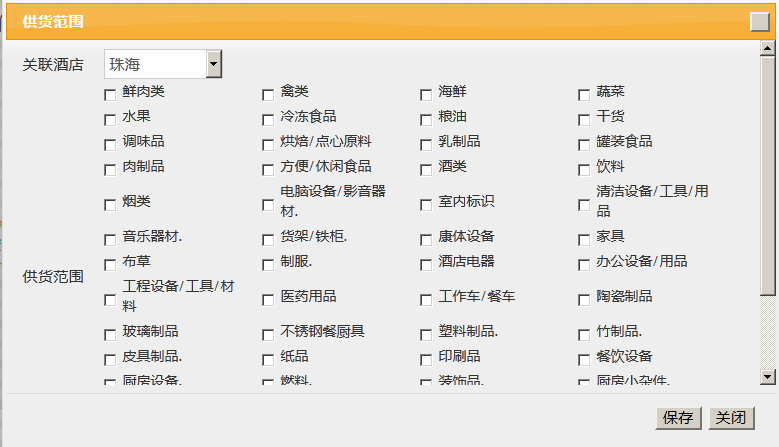 供货范围
关联酒店 珠海
鲜肉类 禽类 海鲜 蔬菜
水果 冷冻食品 粮油 干货
调味品 烘焙/点心原料 乳制品 罐装食品
肉制品 方便/休闲食品 酒类 饮料
烟类 电脑设备/影音器 室内标识 清洁设备/工具/用
材. 品
音乐器材. 货架/铁柜. 康体设备 家具
布草 制服. 酒店电器 办公设备/用品
供货范围
工程设备/工具/材 医药用品 工作车/餐车 陶瓷制品
料
玻璃制品 不锈钢餐厨具 塑料制品. 竹制品.
皮具制品. 纸品 印刷品 餐饮设备
厨房设备. 燃料. 装饰品. 厨房小杂件.
保存 关闭